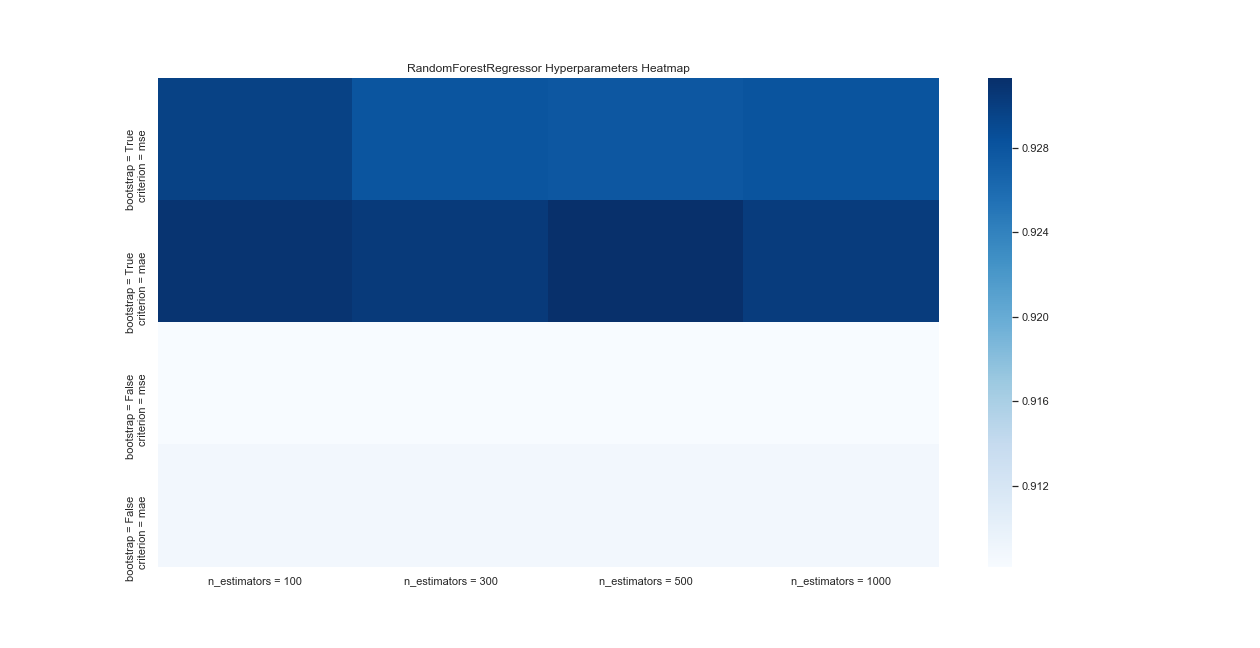 RandomForestRegressor Hyperparameters Heatmap
bootstrap = True
criterion = mse
bootstrap = True
criterion = mae
bootstrap = False
criterion = mse
bootstrap = False
criterion = mae
n_estimators = 100
n_estimators = 300
n_estimators = 500
n_estimators = 1000
0.928
0.924
0.920
0.916
0.912